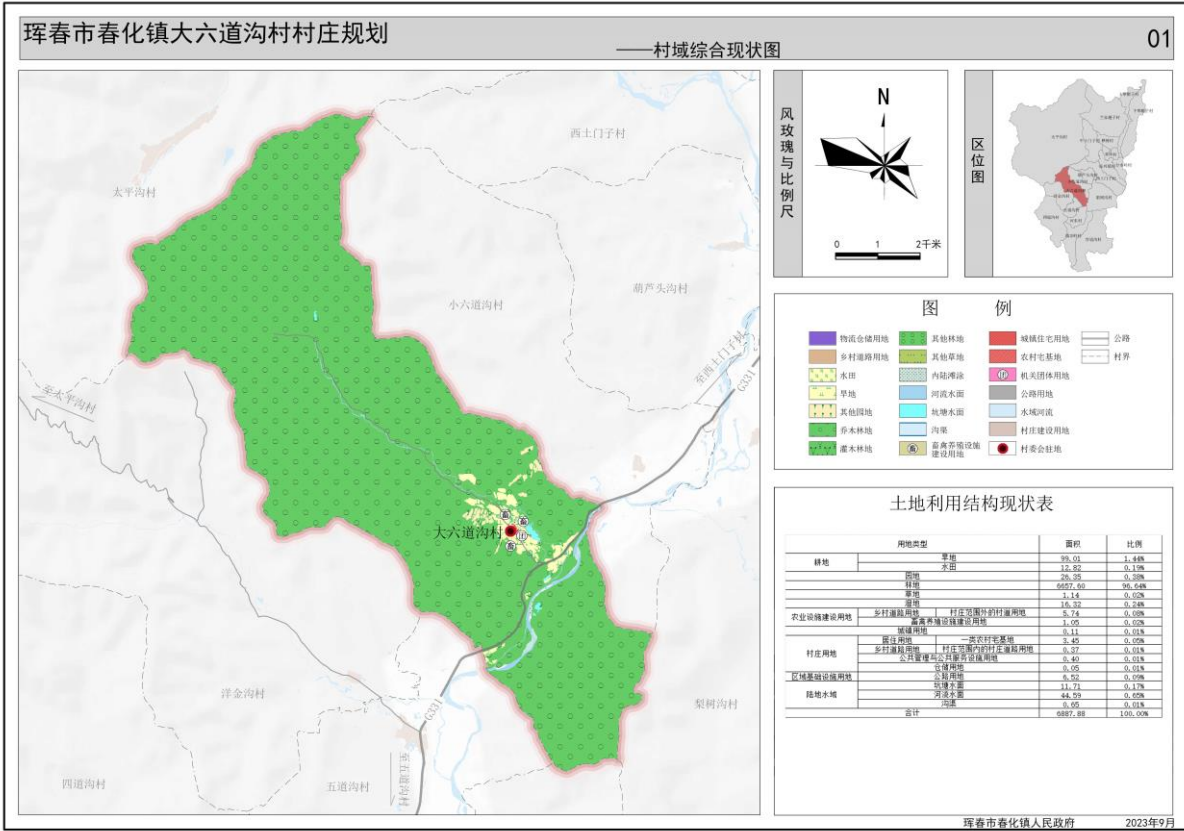 珲春市春化镇大六道沟村村庄规划
——村域综合现状图
01
西土门子村
太平沟村
葫芦头沟村
小六道沟村
至西土门子村
G331
至太平沟村
大六道沟村
畜
畜
畜
洋金沟村
梨树沟村
G331
至五道沟村
四道沟村
五道沟村
风玫瑰与比例尺
N
0 1 2千米
区位图
图 例
物流仓储用地 其他林地 城镇住宅用地 公路
乡村道路用地 其他草地 农村宅基地 村界
水田 内陆滩涂 机关团体用地
旱地 河流水面 公路用地
其他园地 坑塘水面 水域河流
乔木林地 沟渠 村庄建设用地
灌木林地 畜 畜禽养殖设施建设用地 村委会驻地
土地利用结构现状表
用地类型 面积 比例
耕地 旱地 99.01 1.44%
水田 12.82 0.19%
园地 26.35 0.38%
林地 6657.60 96.64%
草地 1.14 0.02%
湿地 16.32 0.24%
农业设施建设用地 乡村道路用地 村庄范围外的村道用地 5.74 0.08%
畜禽养殖设施建设用地 1.05 0.02%
城镇用地 0.11 0.01%
村庄用地 居住用地 一类农村宅基地 3.45 0.05%
乡村道路用地 村庄范围内的村庄道路用地 0.37 0.01%
公共管理与公共服务设施用地 0.40 0.01%
仓储用地 0.05 0.01%
区域基础设施用地 公路用地 6.52 0.09%
陆地水域 坑塘水面 11.71 0.17%
河流水面 44.59 0.65%
沟渠 0.65 0.01%
合计 6887.88 100.00%
珲春市春化镇人民政府 2023年9月